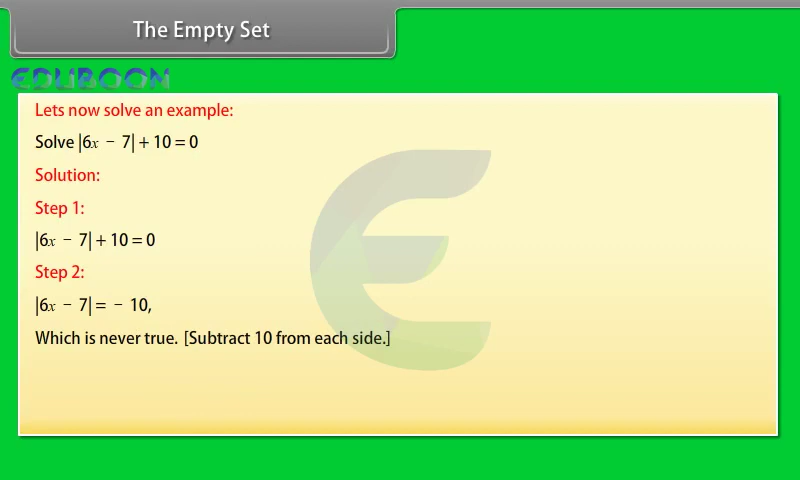 The Empty Set
EDUBOON
Lets now solve an example:
Solve |6x − 7| + 10 = 0
Solution:
Step 1:
|6x − 7| + 10 = 0
Step 2:
|6x − 7| = − 10,
Which is never true. [Subtract 10 from each side.]